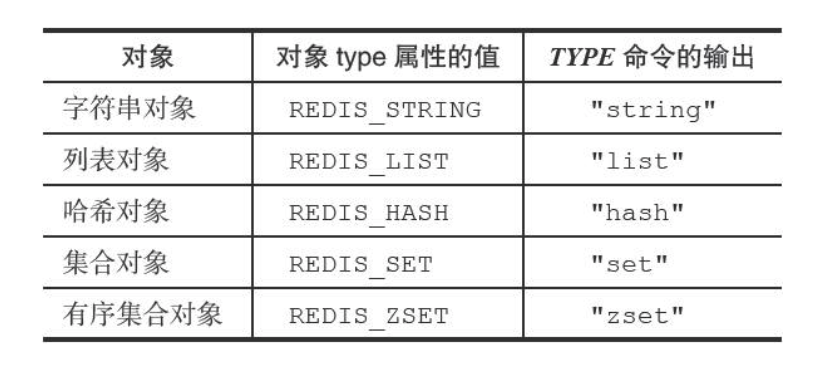 对象 对象 type 属性的值 TYPE 命令的输出
字符串对象 REDIS_STRING "string"
列表对象 REDIS_LIST "list"
哈希对象 REDIS_HASH "hash"
集合对象 REDIS_SET "set"
有序集合对象 REDIS_ZSET "zset"